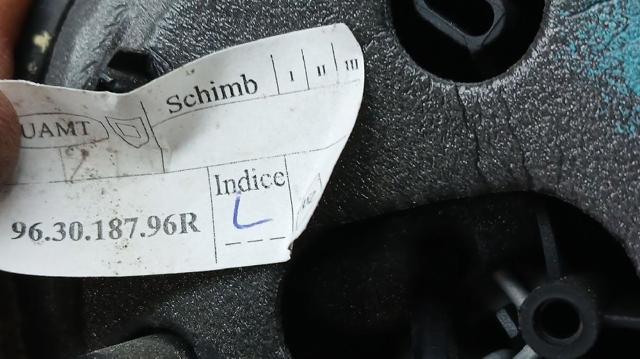 Schimb I II III
UAMT
Indice
L
96.30.187.96R